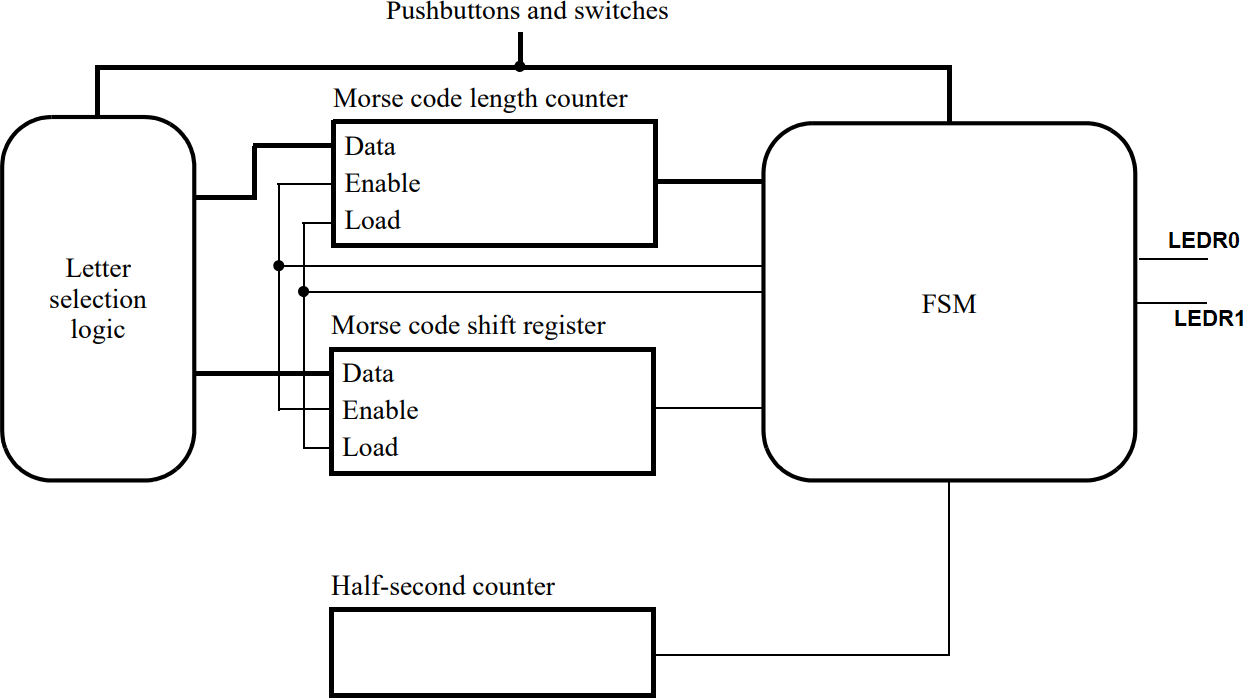 Pushbuttons and switches
Morse code length counter
Data
Enable
Load
Letter
selection
logic
Morse code shift register
Data
Enable
Load
FSM
LEDR0
LEDR1
Half-second counter